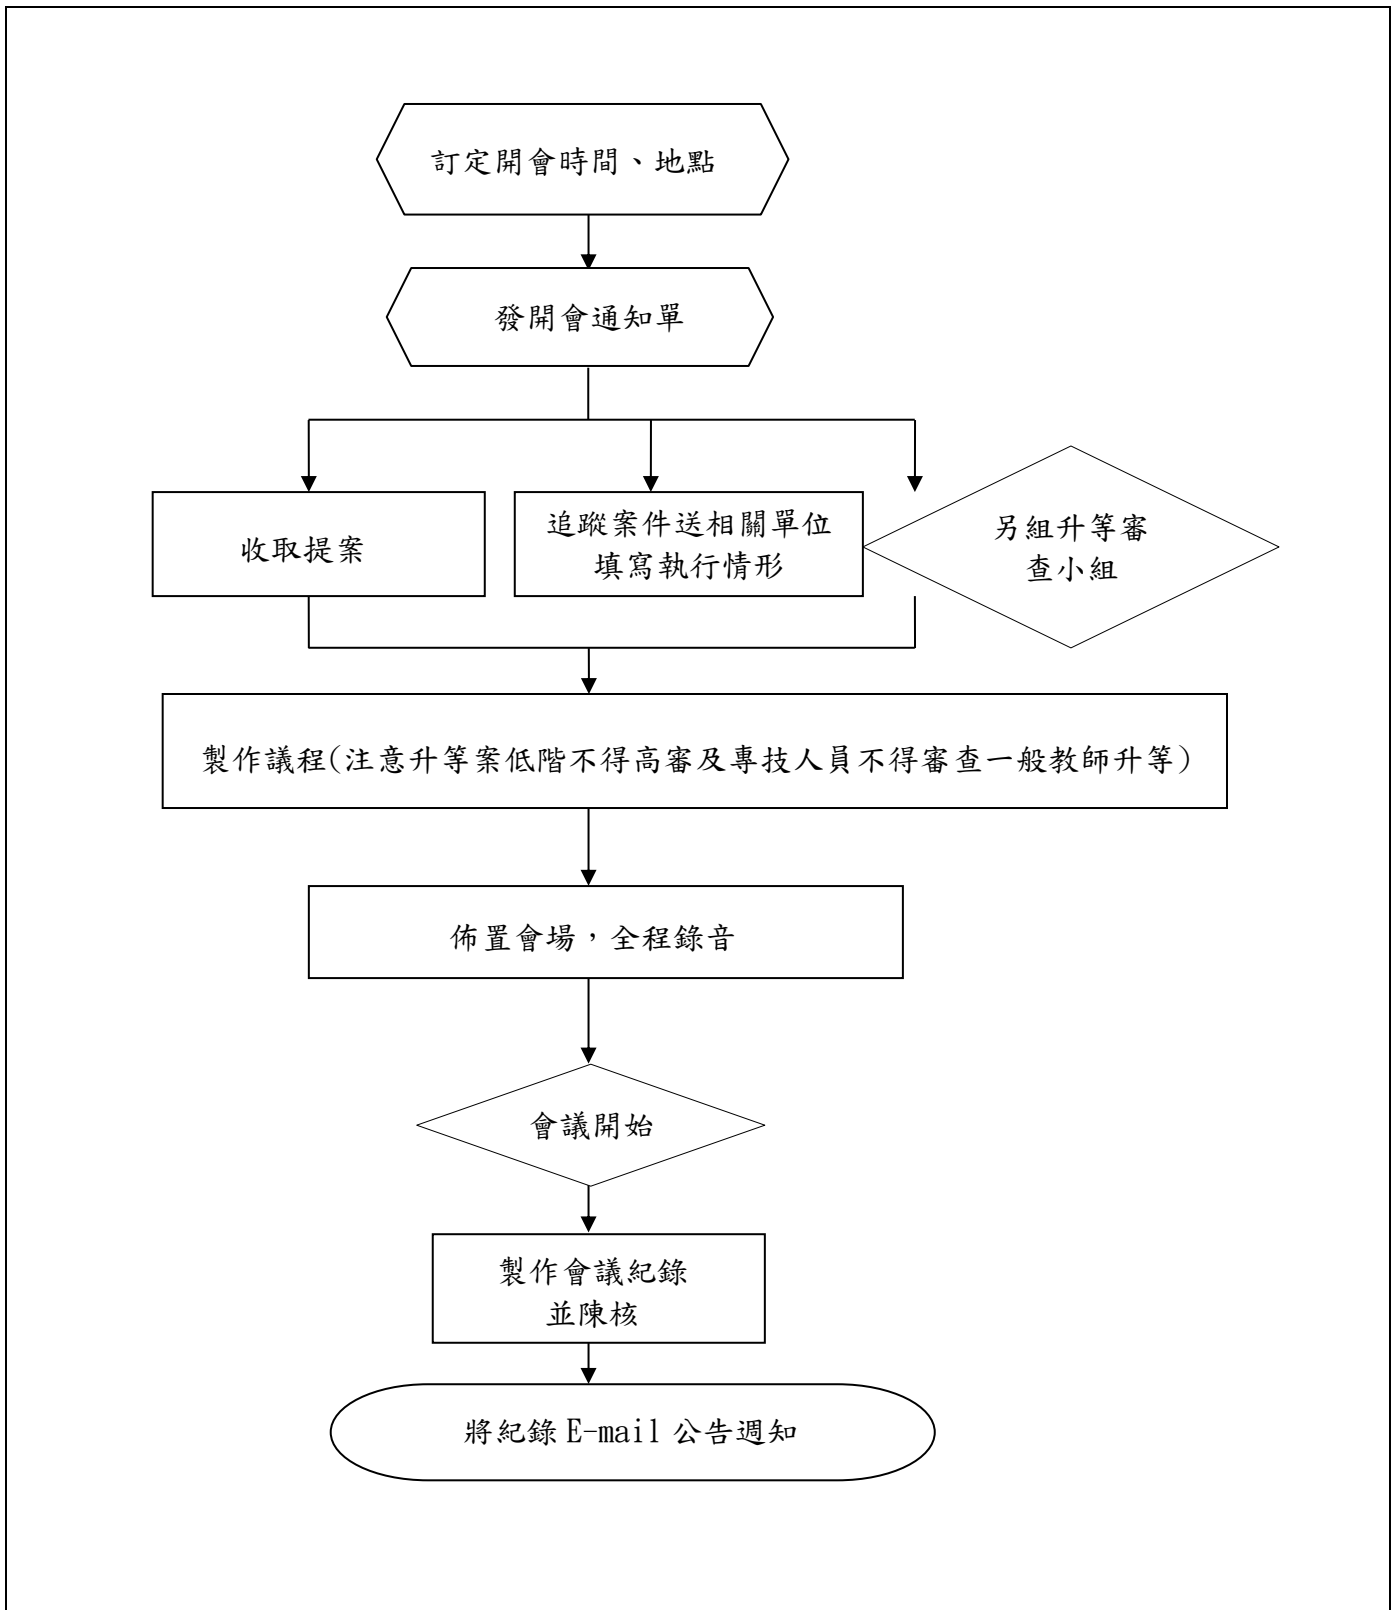 訂定開會時間、地點
發開會通知單
收取提案
追蹤案件送相關單位
填寫執行情形
另組升等審
查小組
製作議程(注意升等案低階不得高審及專技人員不得審查一般教師升等)
佈置會場，全程錄音
會議開始
製作會議紀錄
並陳核
將紀錄 E-mail 公告週知